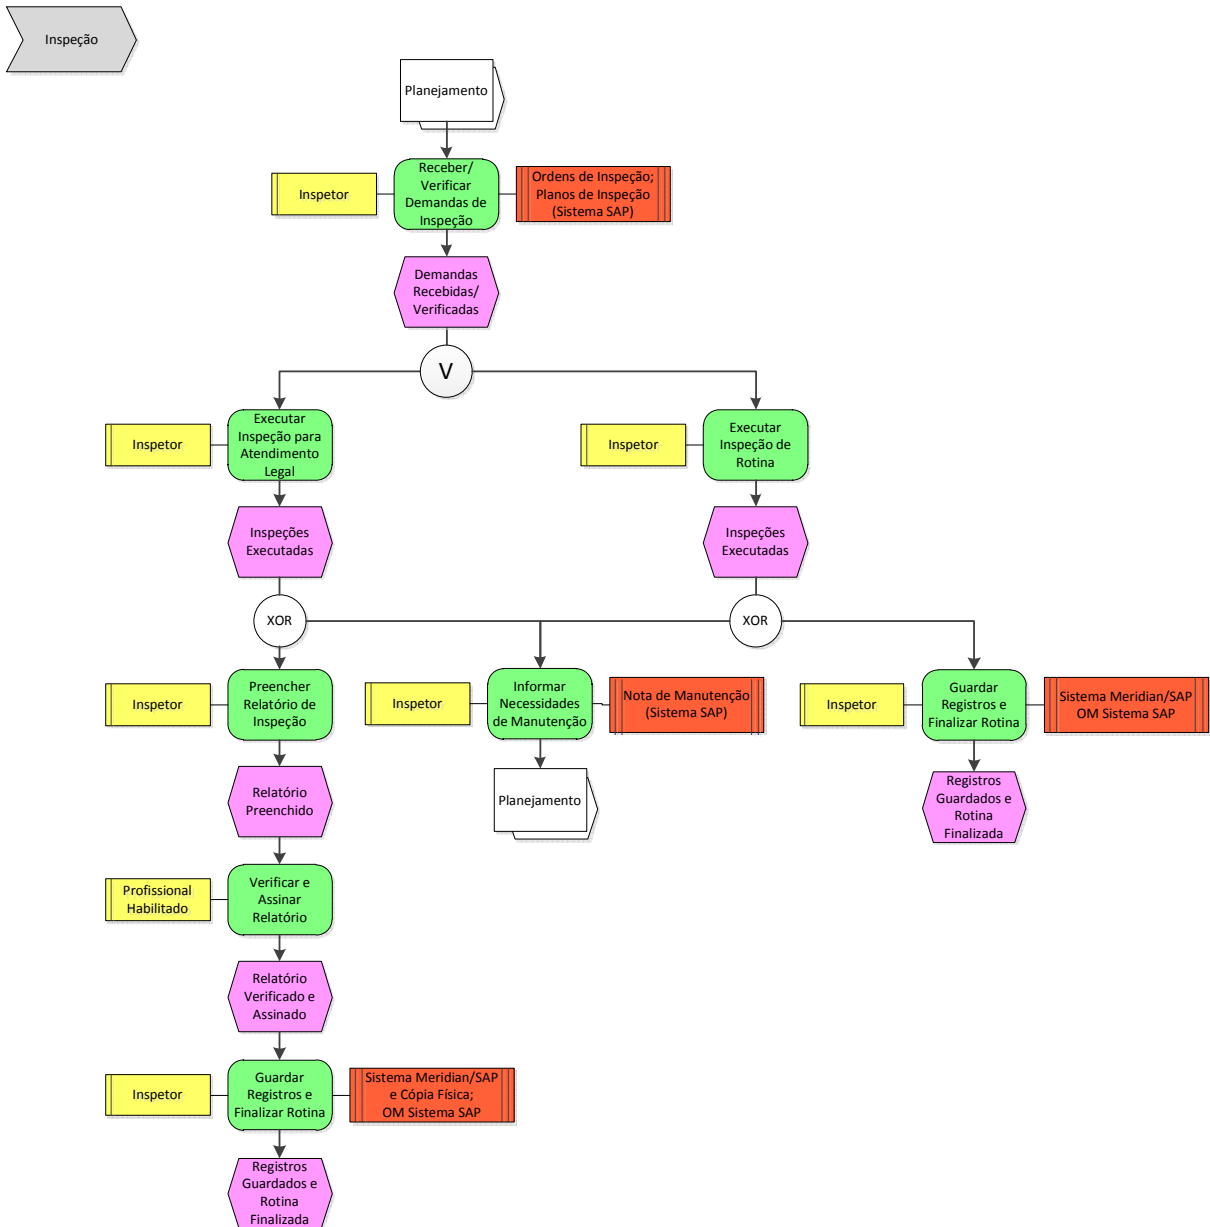 Inspeção
Planejamento
Inspetor
Receber/
Verificar
Demandas de
Inspeção
Ordens de Inspeção;
Planos de Inspeção
(Sistema SAP)
Demandas
Recebidas/
Verificadas
V
Inspetor
Executar
Inspeção para
Atendimento
Legal
Inspetor
Executar
Inspeção de
Rotina
Inspeções
Executadas
Inspeções
Executadas
XOR
XOR
Inspetor
Preencher
Relatório de
Inspeção
Inspetor
Informar
Necessidades
de Manutenção
Nota de Manutenção
(Sistema SAP)
Inspetor
Guardar
Registros e
Finalizar Rotina
Sistema Meridian/SAP
OM Sistema SAP
Relatório
Preenchido
Planejamento
Registros
Guardados e
Rotina
Finalizada
Profissional
Habilitado
Verificar e
Assinar
Relatório
Relatório
Verificado e
Assinado
Inspetor
Guardar
Registros e
Finalizar Rotina
Sistema Meridian/SAP
e Cópia Física;
OM Sistema SAP
Registros
Guardados e
Rotina
Finalizada